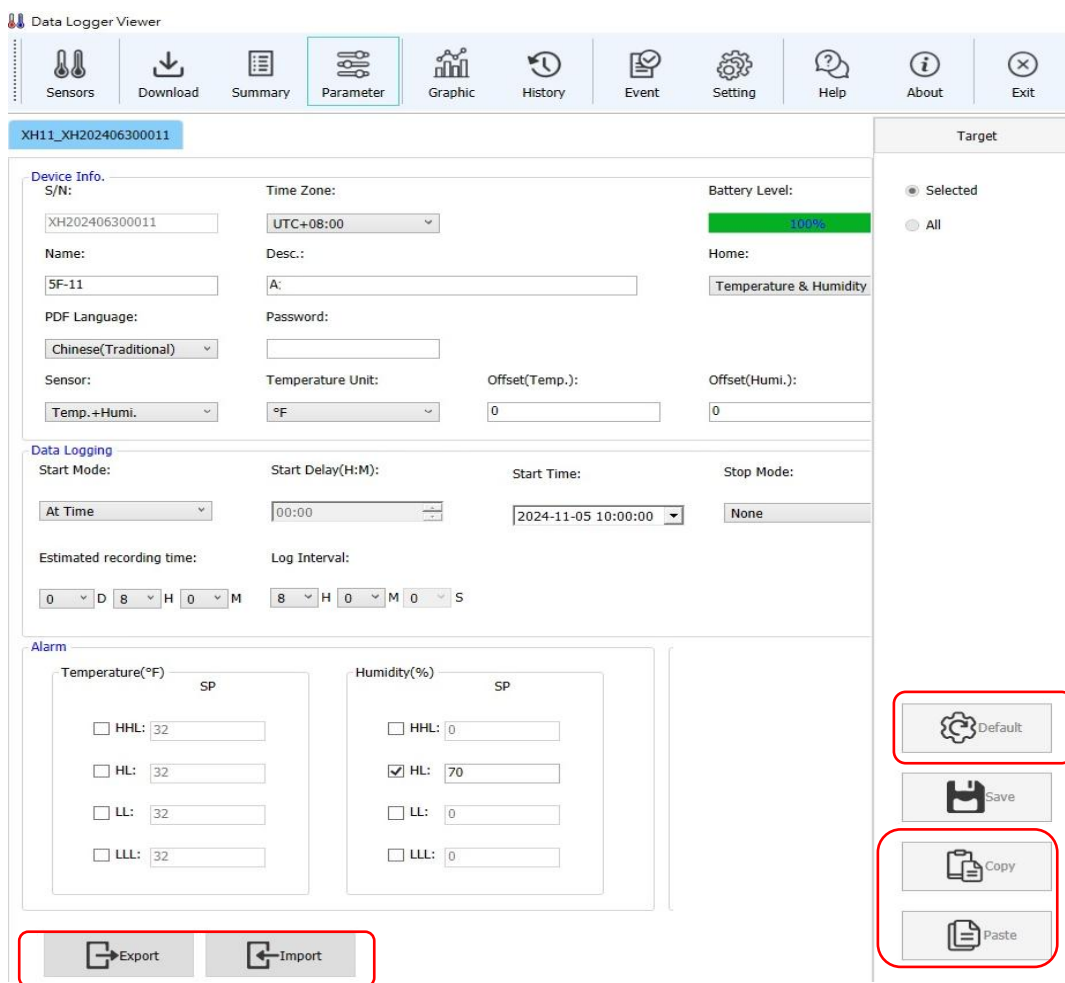 Data Logger Viewer
Sensors Download Summary Parameter Graphic History Event Setting Help About Exit
XH11_XH202406300011
Target
Device Info.
S/N: Time Zone: Battery Level:
XH202406300011 UTC+08:00 100%
Selected
All
Name: Desc.: Home:
5F-11 A: Temperature & Humidity
PDF Language: Password:
Chinese(Traditional)
Sensor: Temperature Unit: Offset(Temp.): Offset(Humi.):
Temp.+Humi. °F 0 0
Data Logging
Start Mode: Start Delay(H:M): Start Time: Stop Mode:
At Time 00:00 2024-11-05 10:00:00 None
Estimated recording time: Log Interval:
0 D 8 H 0 M 8 H 0 M 0 S
Alarm
Temperature(°F) Humidity(%)
SP SP
HHL: 32 HHL: 0
HL: 32 HL: 70
LL: 32 LL: 0
LLL: 32 LLL: 0
Default
Save
Copy
Paste
Export Import